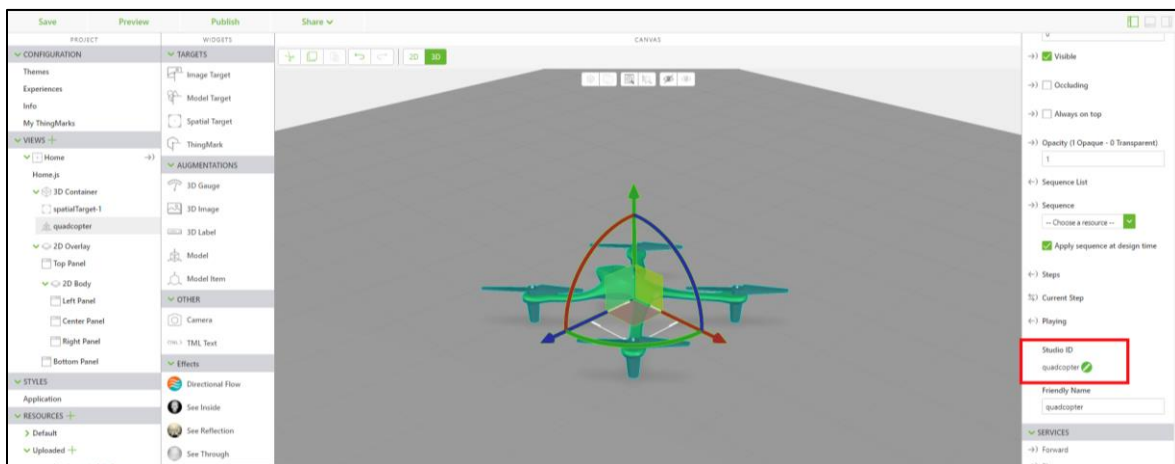 Save Preview Publish Share
PROJECT WIDGETS CANVAS
CONFIGURATION
Themes
Experiences
Info
My ThingMarks
VIEWS
Home
Home.js
3D Container
spatialTarget-1
quadcopter
2D Overlay
Top Panel
2D Body
Left Panel
Center Panel
Right Panel
Bottom Panel
STYLES
Application
RESOURCES
Default
Uploaded
TARGETS
Image Target
Model Target
Spatial Target
ThingMark
AUGMENTATIONS
3D Gauge
3D Image
3D Label
Model
Model Item
OTHER
Camera
TML Text
Effects
Directional Flow
See Inside
See Reflection
See Through
2D 3D
Visible
Occluding
Always on top
Opacity (1 Opaque - 0 Transparent)
1
Sequence List
Sequence
-- Choose a resource --
Apply sequence at design time
Steps
Current Step
Playing
Studio ID
quadcopter
Friendly Name
quadcopter
SERVICES
Forward